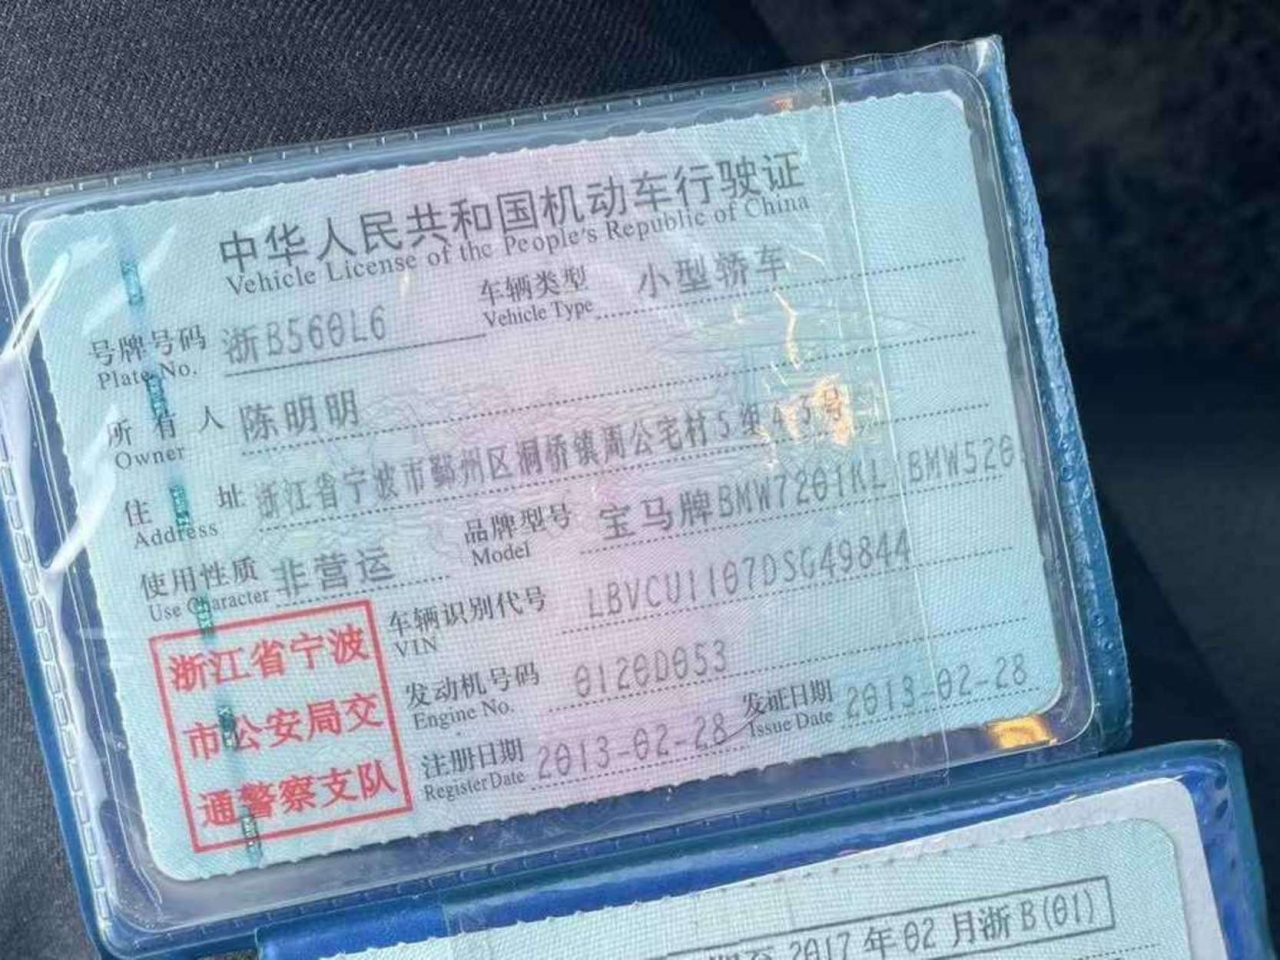 中华人民共和国机动车行驶证
Vehicle License of the People's Republic of China
号牌号码 浙B560L6 车辆类型 小型轿车
Plate No. Vehicle Type
所有人 陈明明
Owner
住址 浙江省宁波市鄞州区洞桥镇周公宅村5组43号
Address
使用性质 非营运 品牌型号 宝马牌BMW7201KL BMW520
Use Character Model
车辆识别代号 LBVCU1107DSG49844
VIN
发动机号码 0120D053
Engine No.
注册日期 2013-02-28 发证日期 2013-02-28
Register Date Issue Date
浙江省宁波
市公安局交
通警察支队
至2017年02月浙B(01)